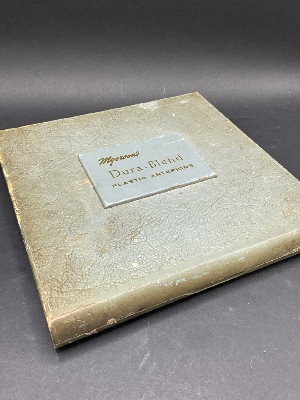 Myerson's
Dura-Blend
PLASTIC ANTERIORS